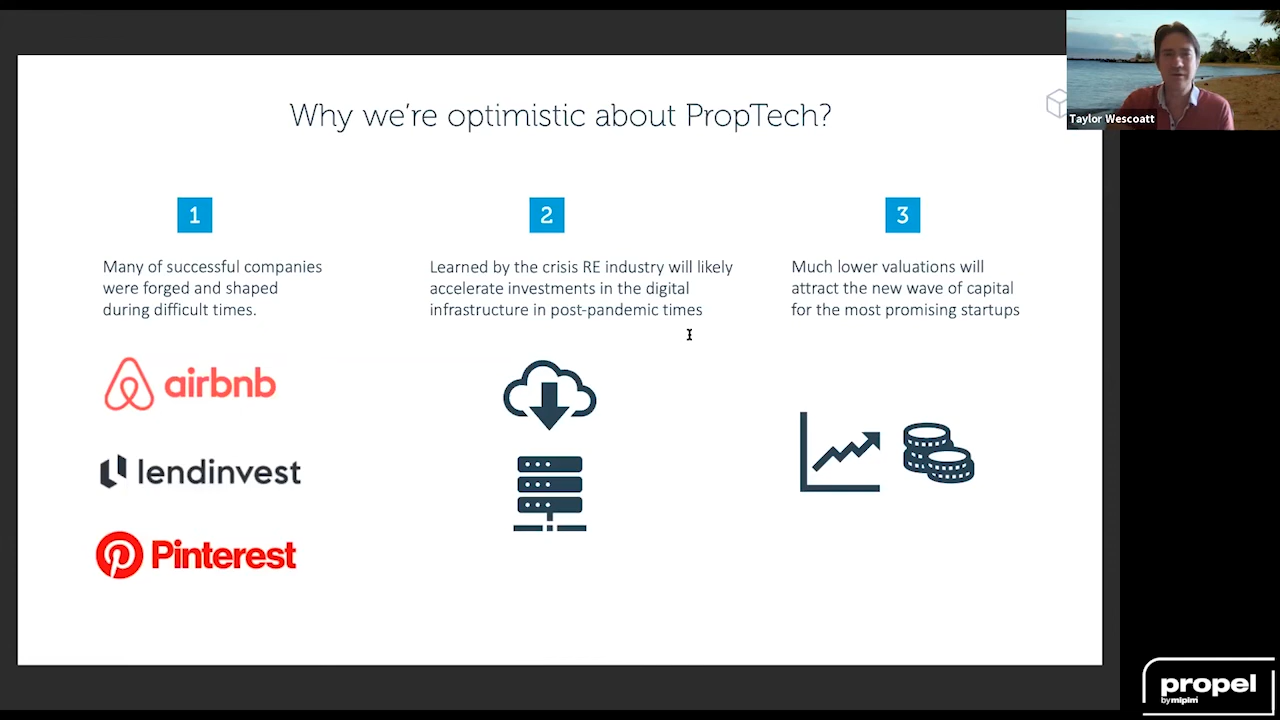 Why we're optimistic about PropTech?
Taylor Wescoatt
1
2
3
Many of successful companies
were forged and shaped
during difficult times.
Learned by the crisis RE industry will likely
accelerate investments in the digital
infrastructure in post-pandemic times
Much lower valuations will
attract the new wave of capital
for the most promising startups
airbnb
lendinvest
Pinterest
propel
by mipim